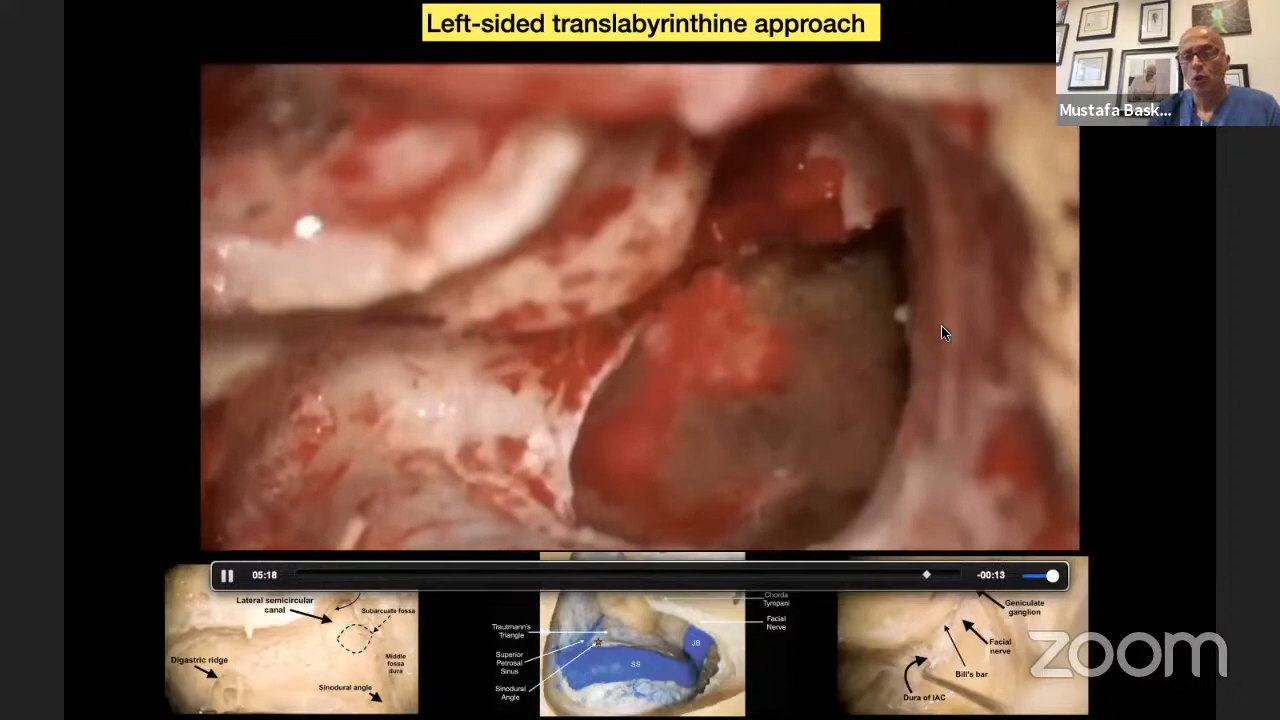 Left-sided translabyrinthine approach
Mustafa Bask...
05:18
-00:13
Lateral semicircular
canal
Subarcuate fossa
Digastric ridge
Middle
fossa
dura
Sinodural angle
Trautmann's
Triangle
Superior
Petrosal
Sinus
Sinodural
Angle
SS
JB
Chorda
Tympani
Facial
Nerve
Geniculate
ganglion
Facial
nerve
Bill's bar
Dura of IAC
zoom